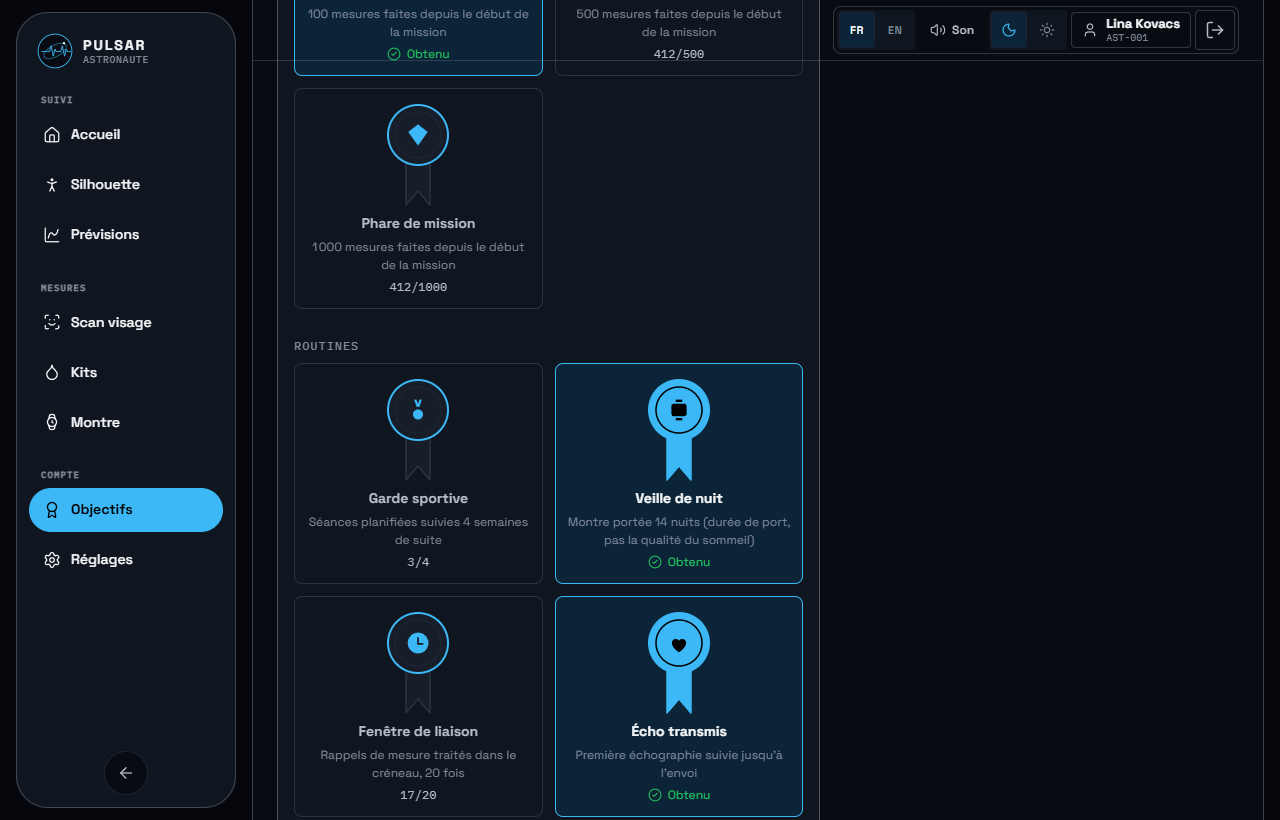 PULSAR
ASTRONAUTE
SUIVI
Accueil
Silhouette
Prévisions
MESURES
Scan visage
Kits
Montre
COMPTE
Objectifs
Réglages
FR
EN
Son
Lina Kovacs
AST-001
100 mesures faites depuis le début de
la mission
Obtenu
500 mesures faites depuis le début
de la mission
412/500
Phare de mission
1000 mesures faites depuis le début
de la mission
412/1000
ROUTINES
Garde sportive
Séances planifiées suivies 4 semaines
de suite
3/4
Veille de nuit
Montre portée 14 nuits (durée de port,
pas la qualité du sommeil)
Obtenu
Fenêtre de liaison
Rappels de mesure traités dans le
créneau, 20 fois
17/20
Écho transmis
Première échographie suivie jusqu'à
l'envoi
Obtenu